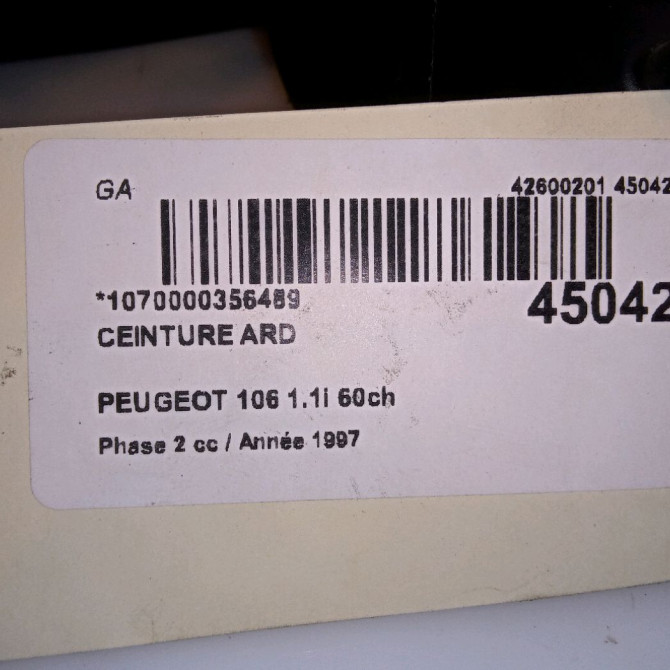 GA 42600201 45042
*1070000356489 45042
CEINTURE ARD
PEUGEOT 106 1.1i 60ch
Phase 2 cc / Année 1997